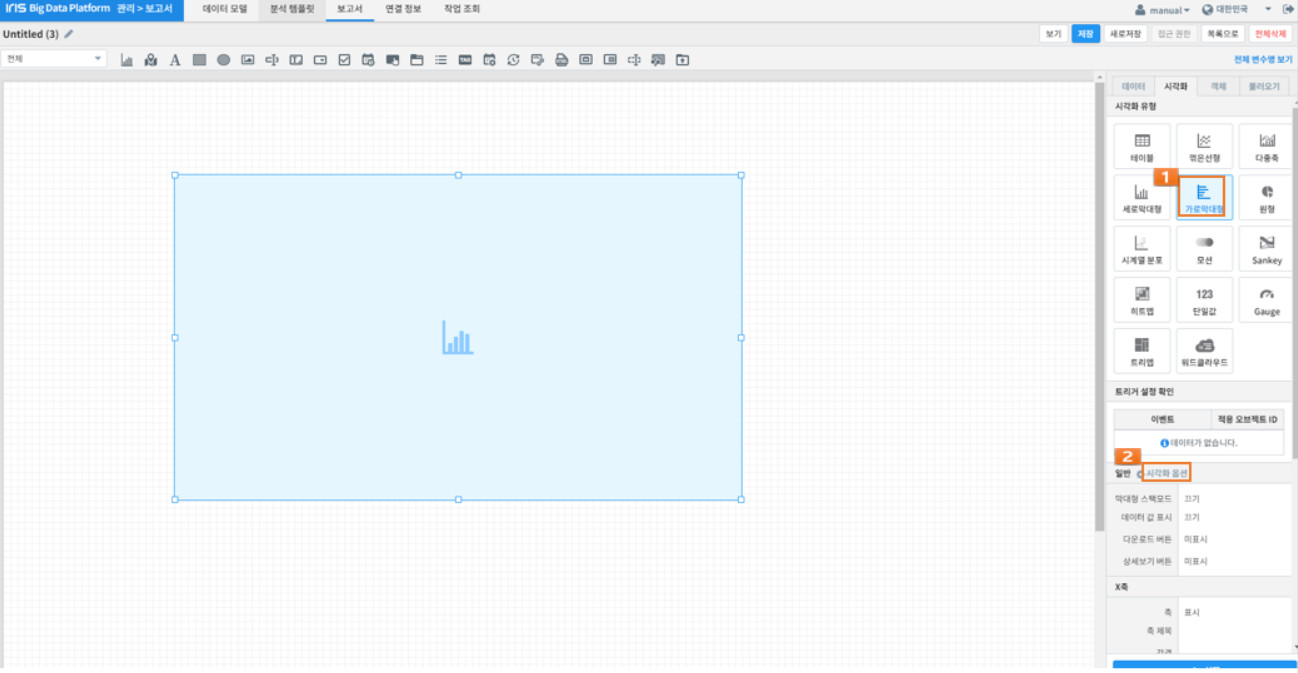 IRIS Big Data Platform 관리 > 보고서 데이터 모델 분석 템플릿 보고서 연결 정보 작업 조회 manual 대한민국
Untitled (3) 보기 저장 새로저장 접근 권한 목록으로 전체삭제
전체 A TAG 전체 변수명 보기
데이터 시각화 객체 불러오기
시각화 유형
테이블 꺾은선형 다중축
1
세로막대형 가로막대형 원형
시계열 분포 모션 Sankey
123
히트맵 단일값 Gauge
트리맵 워드클라우드
트리거 설정 확인
이벤트 적용 오브젝트 ID
데이터가 없습니다.
2
일반 시각화 옵션
막대형 스택모드 끄기
데이터 값 표시 끄기
다운로드 버튼 미표시
상세보기 버튼 미표시
X축
축 표시
축 제목